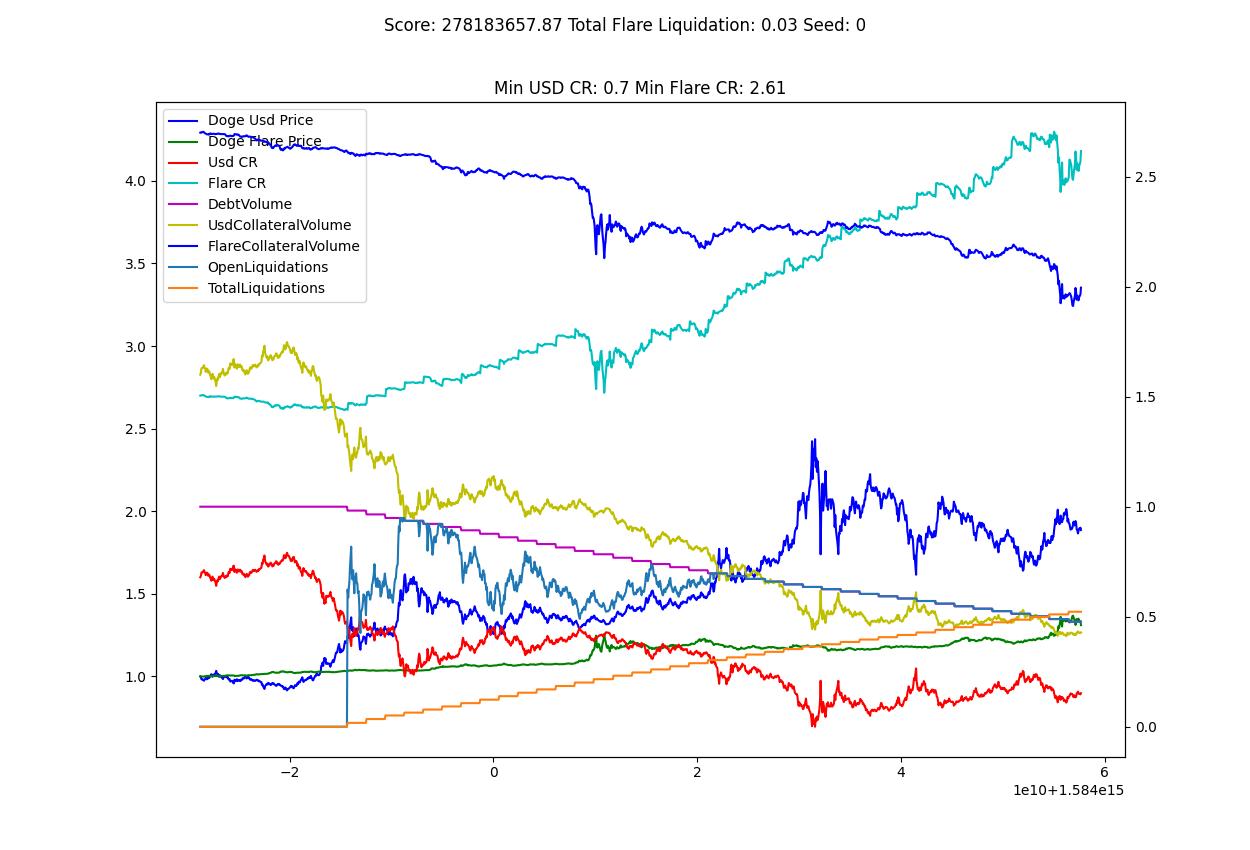 Score: 278183657.87 Total Flare Liquidation: 0.03 Seed: 0
Min USD CR: 0.7 Min Flare CR: 2.61
Doge Usd Price
Doge Flare Price
Usd CR
Flare CR
DebtVolume
UsdCollateralVolume
FlareCollateralVolume
OpenLiquidations
TotalLiquidations
4.0
3.5
3.0
2.5
2.0
1.5
1.0
2.5
2.0
1.5
1.0
0.5
0.0
−2 0 2 4 6
1e10+1.584e15